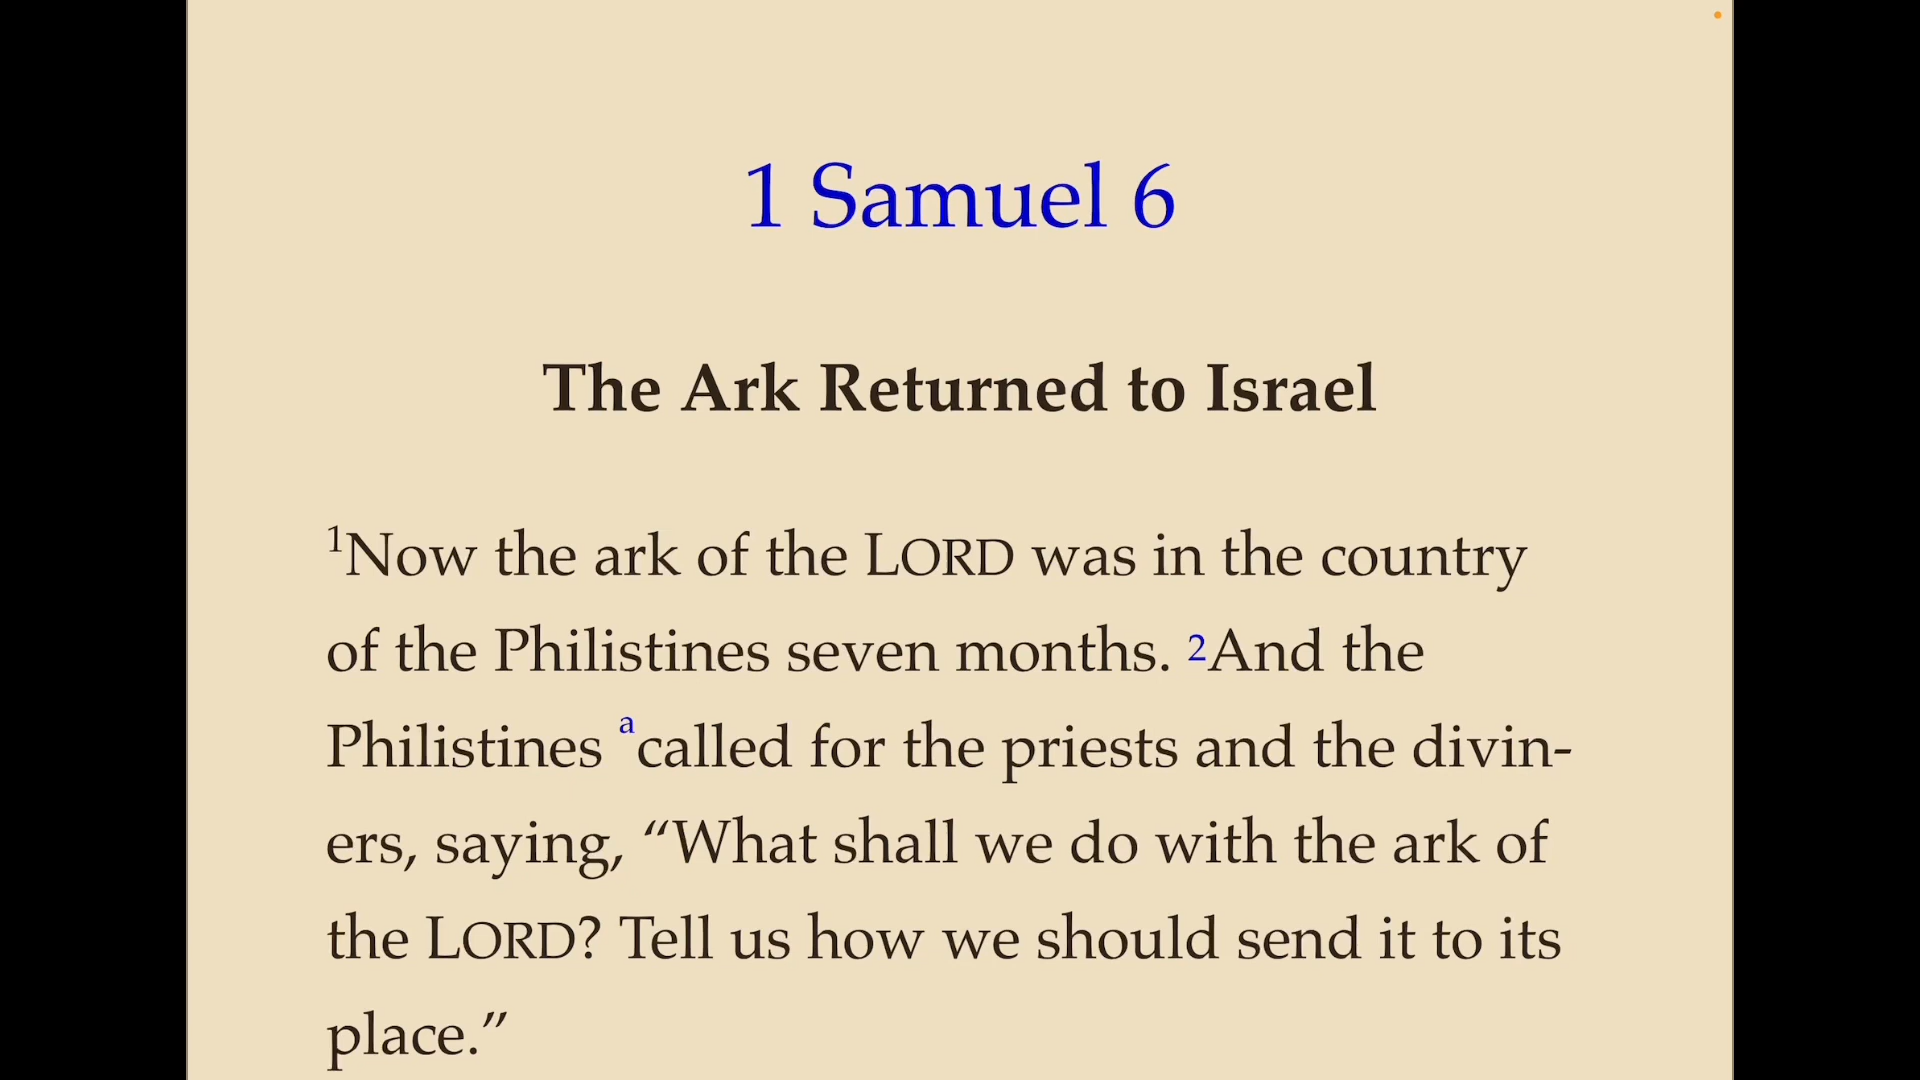 1 Samuel 6
The Ark Returned to Israel
1Now the ark of the LORD was in the country
of the Philistines seven months. 2And the
Philistines acalled for the priests and the divin-
ers, saying, “What shall we do with the ark of
the LORD? Tell us how we should send it to its
place.”